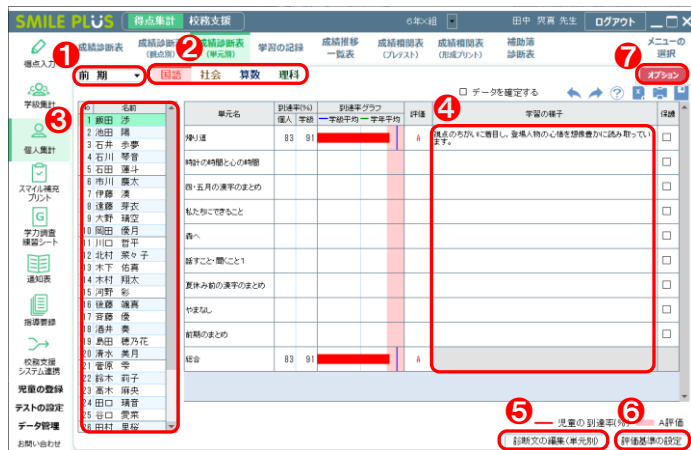 SMILE PLUS 得点集計 校務支援 6年×組 田中 爽真 先生 ログアウト
得点入力
学級集計
個人集計
スマイル補充
プリント
学力調査
練習シート
通知表
指導要録
校務支援
システム連携
児童の登録
テストの設定
データ管理
お問い合わせ
成績診断表
成績診断表
(観点別)
成績診断表
(単元別)
学習の記録
成績推移
一覧表
成績相関表
(プレテスト)
成績相関表
(形成プリント)
補助簿
診断表
メニューの
選択
1 2 7
前 期 国語 社会 算数 理科 オプション
データを確定する
3 4
No 名前
1 飯田 渉
2 池田 陽
3 石井 歩夢
4 石川 琴音
5 石田 蓮斗
6 市川 慶太
7 伊藤 湊
8 遠藤 芽衣
9 大野 晴空
10 岡田 優月
11 川口 哲平
12 北村 菜々子
13 木下 佑真
14 木村 翔太
15 河野 彩
16 後藤 颯真
17 斉藤 優
18 酒井 奏
19 島田 穂乃花
20 清水 美月
21 菅原 雫
22 鈴木 莉子
23 高木 麻央
24 田口 晴音
25 谷口 愛菜
26 田村 里桜
単元名 到達率(%) 到達率グラフ 評価 学習の様子 保護
個人 学級 学級平均 学年平均
帰り道 83 91 A 視点のちがいに着目し、登場人物の心情を想像豊かに読み取ってい
ます。
時計の時間と心の時間
四・五月の漢字のまとめ
私たちにできること
森へ
話すこと・聞くこと1
夏休み前の漢字のまとめ
やまなし
前期のまとめ
総合 83 91 A
5 6
児童の到達率(%) A評価
診断文の編集(単元別) 評価基準の設定